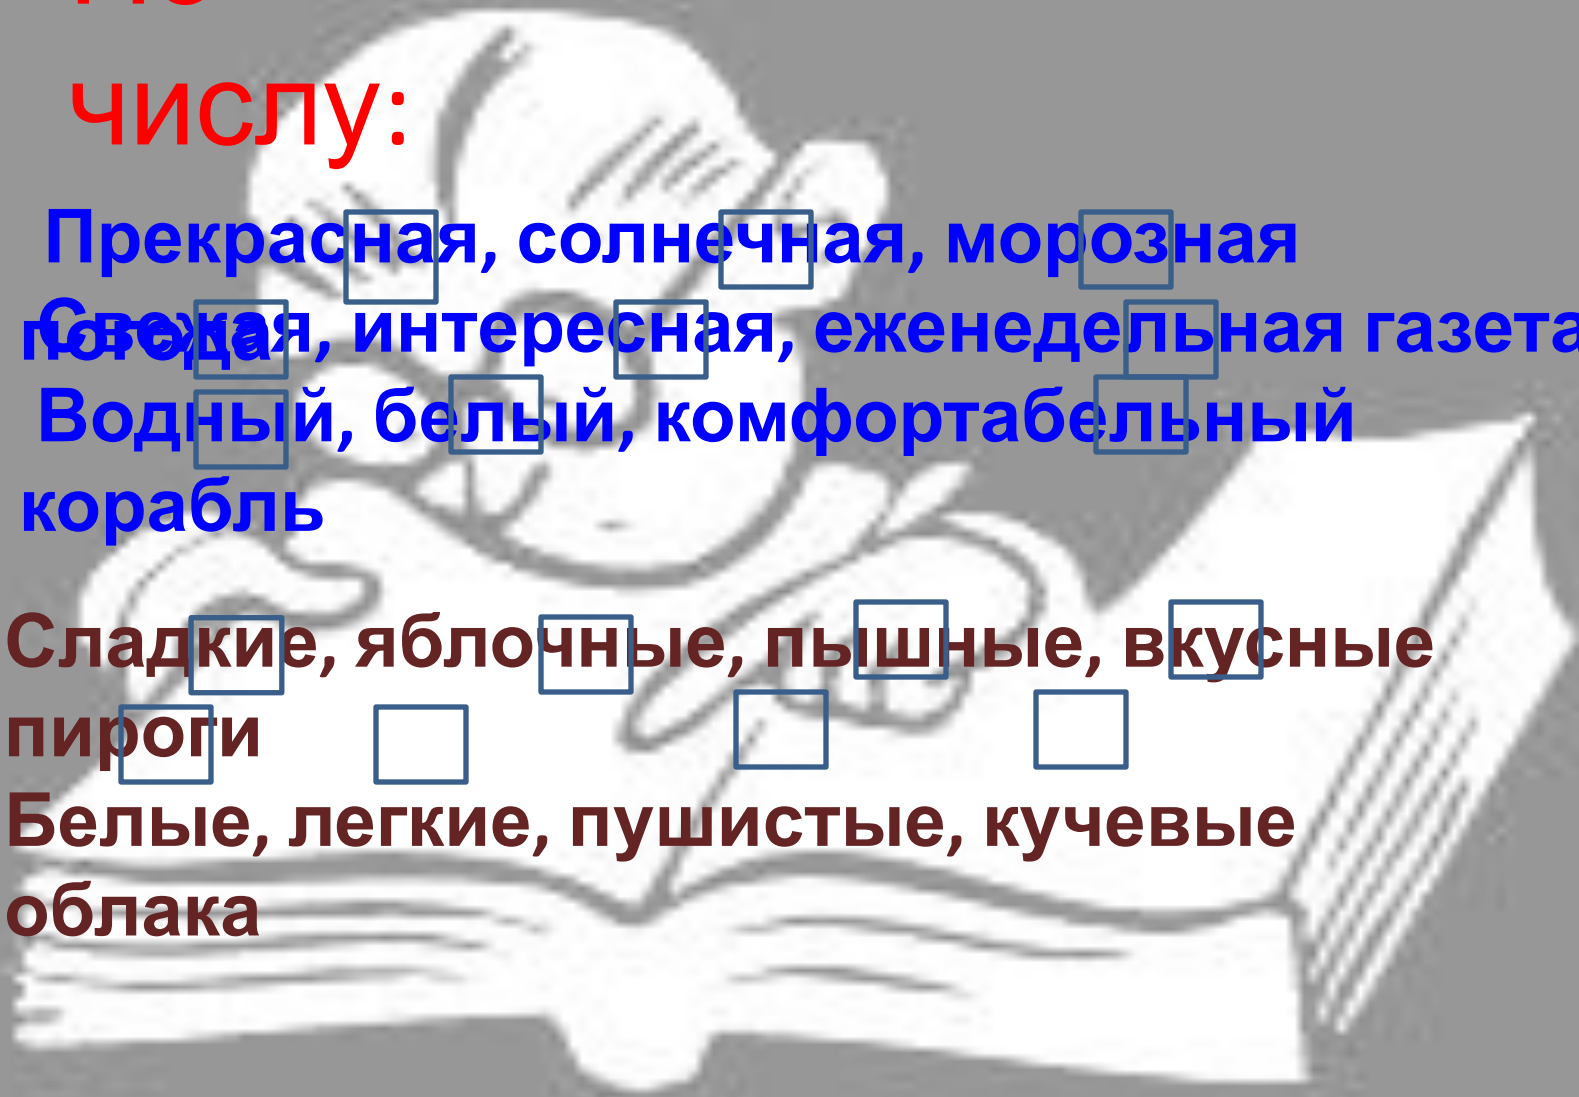 числу:
Прекрасная, солнечная, морозная
погода
Свежая, интересная, еженедельная газета
Водный, белый, комфортабельный
корабль
Сладкие, яблочные, пышные, вкусные
пироги
Белые, легкие, пушистые, кучевые
облака